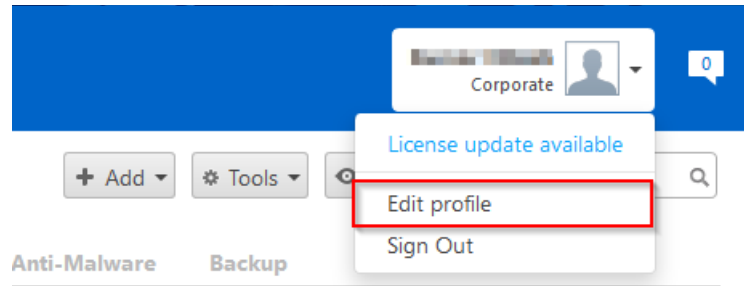 Corporate
0
License update available
Add
Tools
Edit profile
Sign Out
Anti-Malware
Backup